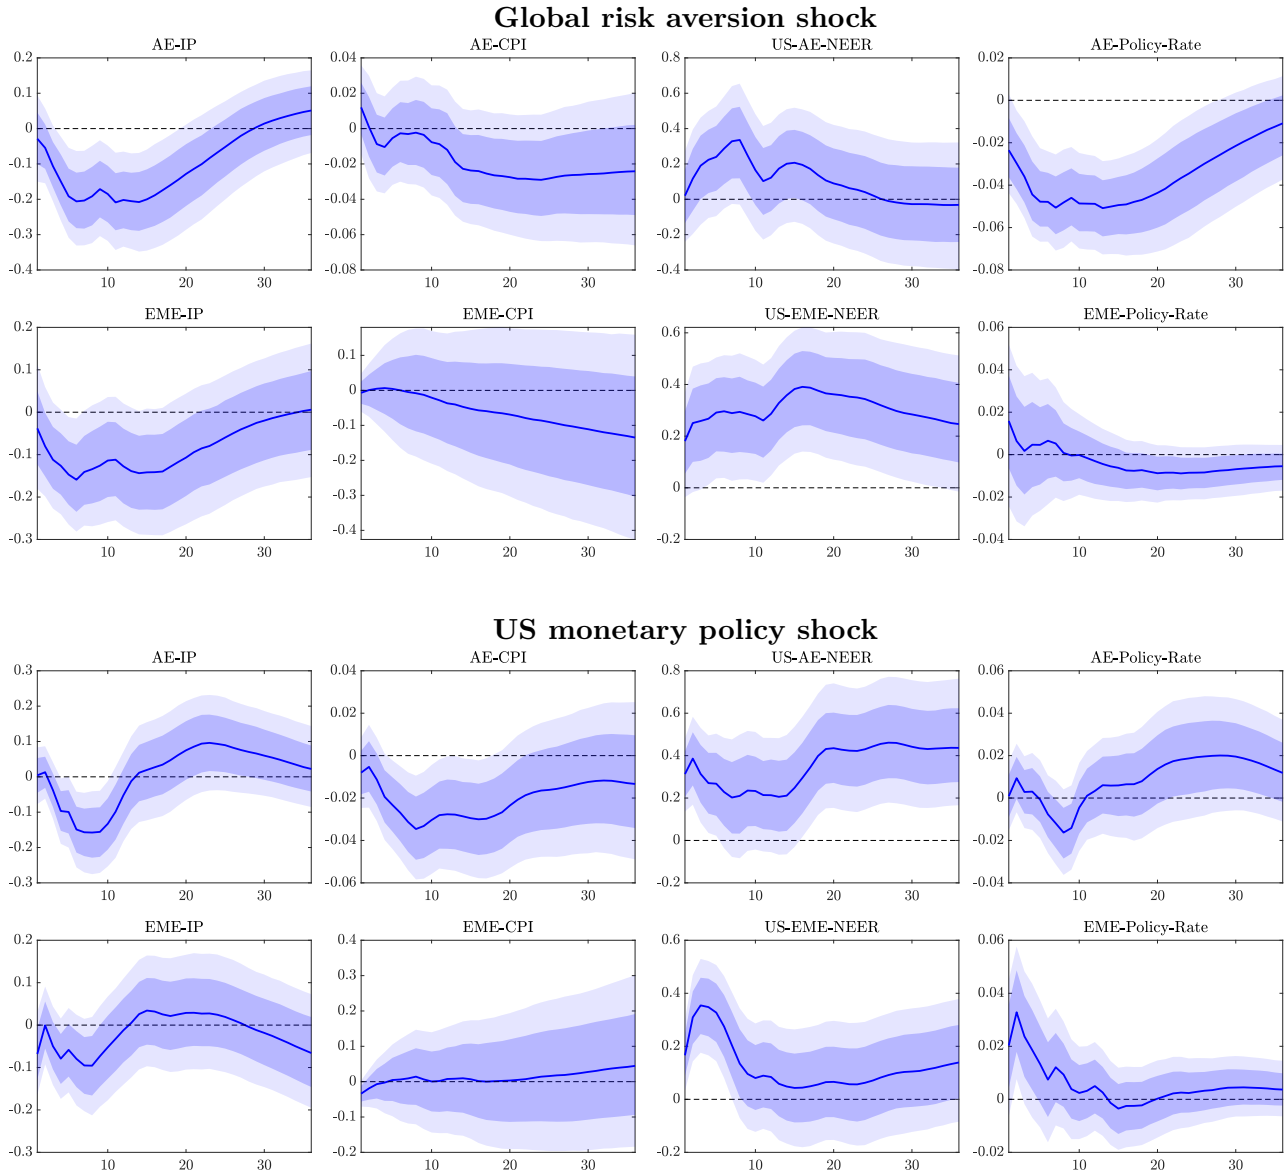 Global risk aversion shock
AE-IP AE-CPI US-AE-NEER AE-Policy-Rate
0.2 0.04 0.8 0.02
0.1 0.02 0.6 0
0 0 0.4 -0.02
-0.1 -0.02 0.2 -0.04
-0.2 -0.04 0 -0.06
-0.3 -0.06 -0.2 -0.08
-0.4 -0.08 -0.4
10 20 30 10 20 30 10 20 30 10 20 30
EME-IP EME-CPI US-EME-NEER EME-Policy-Rate
0.2 0.1 0.6 0.06
0.1 0 0.4 0.04
0 -0.1 0.2 0.02
-0.1 -0.2 0 0
-0.2 -0.3 -0.2 -0.02
-0.3 -0.4 -0.04
10 20 30 10 20 30 10 20 30 10 20 30
US monetary policy shock
AE-IP AE-CPI US-AE-NEER AE-Policy-Rate
0.3 0.04 0.8 0.06
0.2 0.02 0.6 0.04
0.1 0 0.4 0.02
0 -0.02 0.2 0
-0.1 -0.04 0 -0.02
-0.2 -0.06 -0.2 -0.04
-0.3
10 20 30 10 20 30 10 20 30 10 20 30
EME-IP EME-CPI US-EME-NEER EME-Policy-Rate
0.2 0.4 0.6 0.06
0.1 0.3 0.4 0.04
0 0.2 0.2 0.02
-0.1 0.1 0 0
-0.2 0 -0.2 -0.02
-0.3 -0.1
-0.2
10 20 30 10 20 30 10 20 30 10 20 30